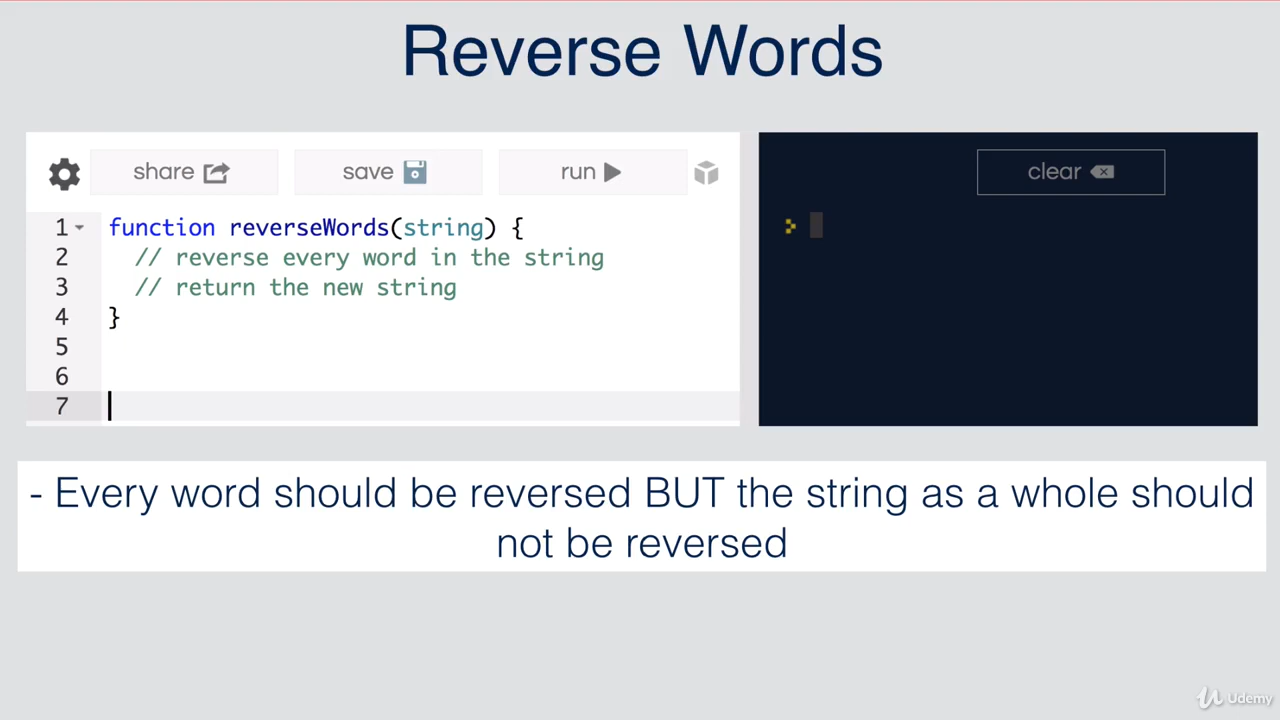 Reverse Words
share
save
run
clear
1 function reverseWords(string) {
2 // reverse every word in the string
3 // return the new string
4 }
5
6
7
>
- Every word should be reversed BUT the string as a whole should
not be reversed
Udemy